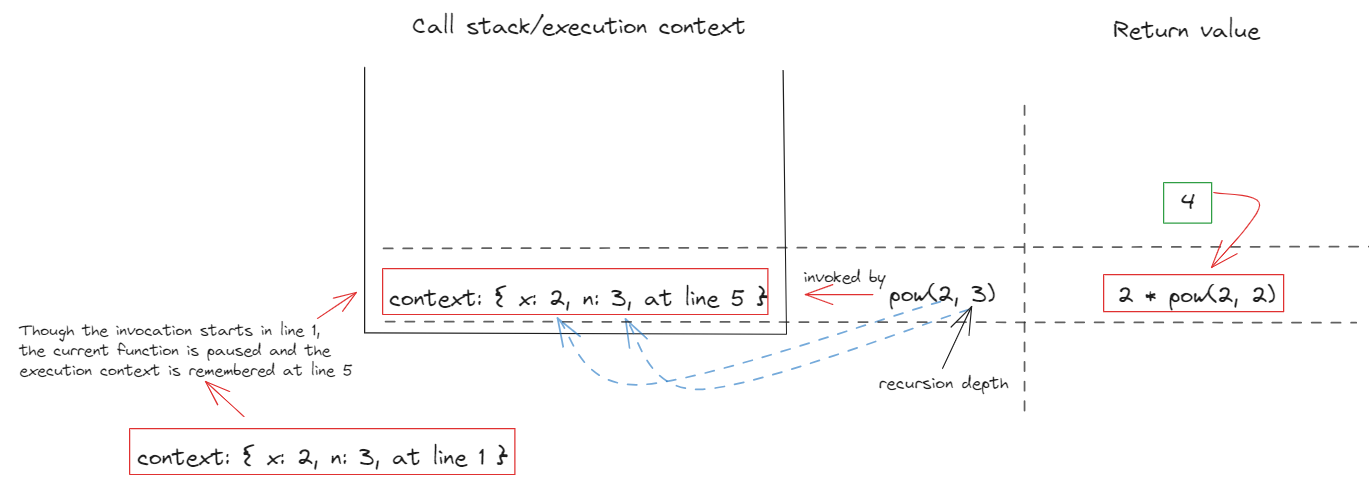 Call stack/execution context
Return value
4
context: { x: 2, n: 3, at line 5 }
invoked by
pow(2, 3)
2 * pow(2, 2)
Though the invocation starts in line 1,
the current function is paused and the
execution context is remembered at line 5
recursion depth
context: { x: 2, n: 3, at line 1 }